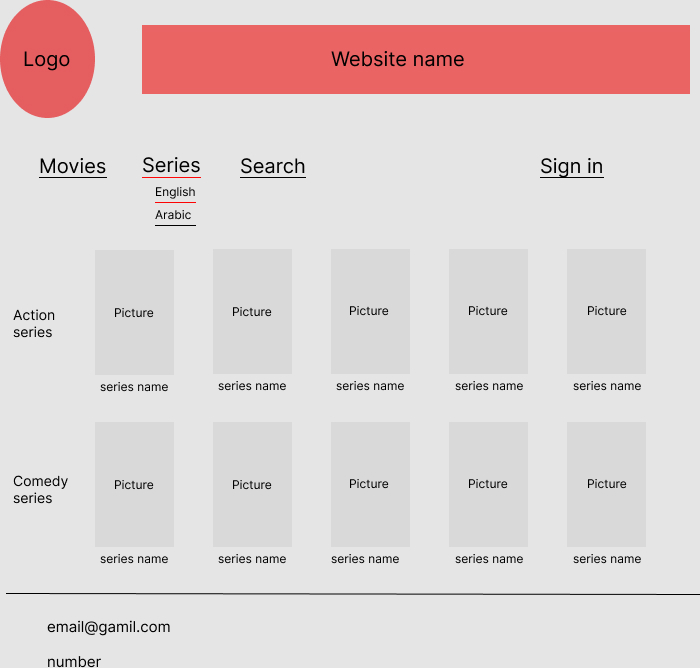 Logo
Website name
Movies
Series
Search
Sign in
English
Arabic
Action
series
Picture
Picture
Picture
Picture
Picture
series name
series name
series name
series name
series name
Comedy
series
Picture
Picture
Picture
Picture
Picture
series name
series name
series name
series name
series name
email@gamil.com
number